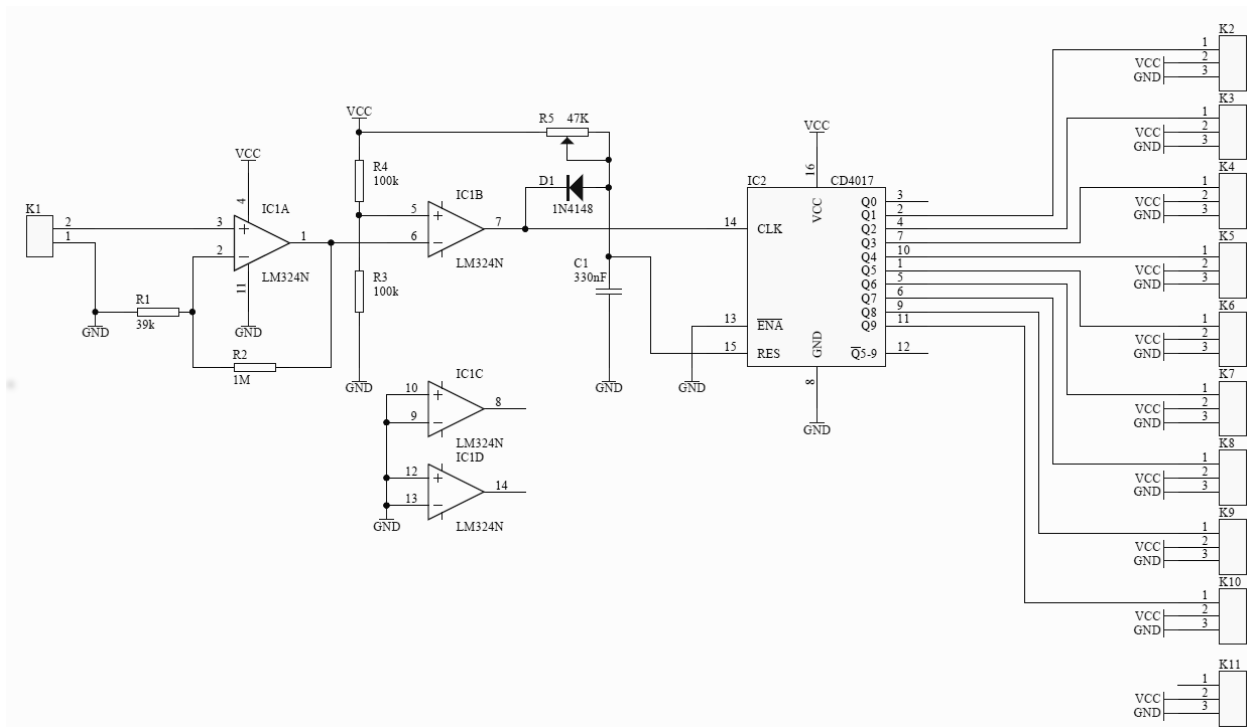 K1
2
1
GND
R1
39k
VCC
4
IC1A
3
+
2
−
1
11
LM324N
GND
R2
1M
VCC
R4
100k
R3
100k
GND
IC1B
5
+
6
−
7
LM324N
R5 47K
D1
1N4148
C1
330nF
GND
IC1C
10
+
9
−
8
LM324N
IC1D
12
+
13
−
14
LM324N
GND
VCC
16
IC2
CD4017
VCC
14
CLK
13
ENA
15
RES
GND
8
GND
GND
Q0
3
Q1
2
Q2
4
Q3
7
Q4
10
Q5
1
Q6
5
Q7
6
Q8
9
Q9
11
Q5-9
12
K2
1
VCC 2
GND 3
K3
1
VCC 2
GND 3
K4
1
VCC 2
GND 3
K5
1
VCC 2
GND 3
K6
1
VCC 2
GND 3
K7
1
VCC 2
GND 3
K8
1
VCC 2
GND 3
K9
1
VCC 2
GND 3
K10
1
VCC 2
GND 3
K11
1
VCC 2
GND 3